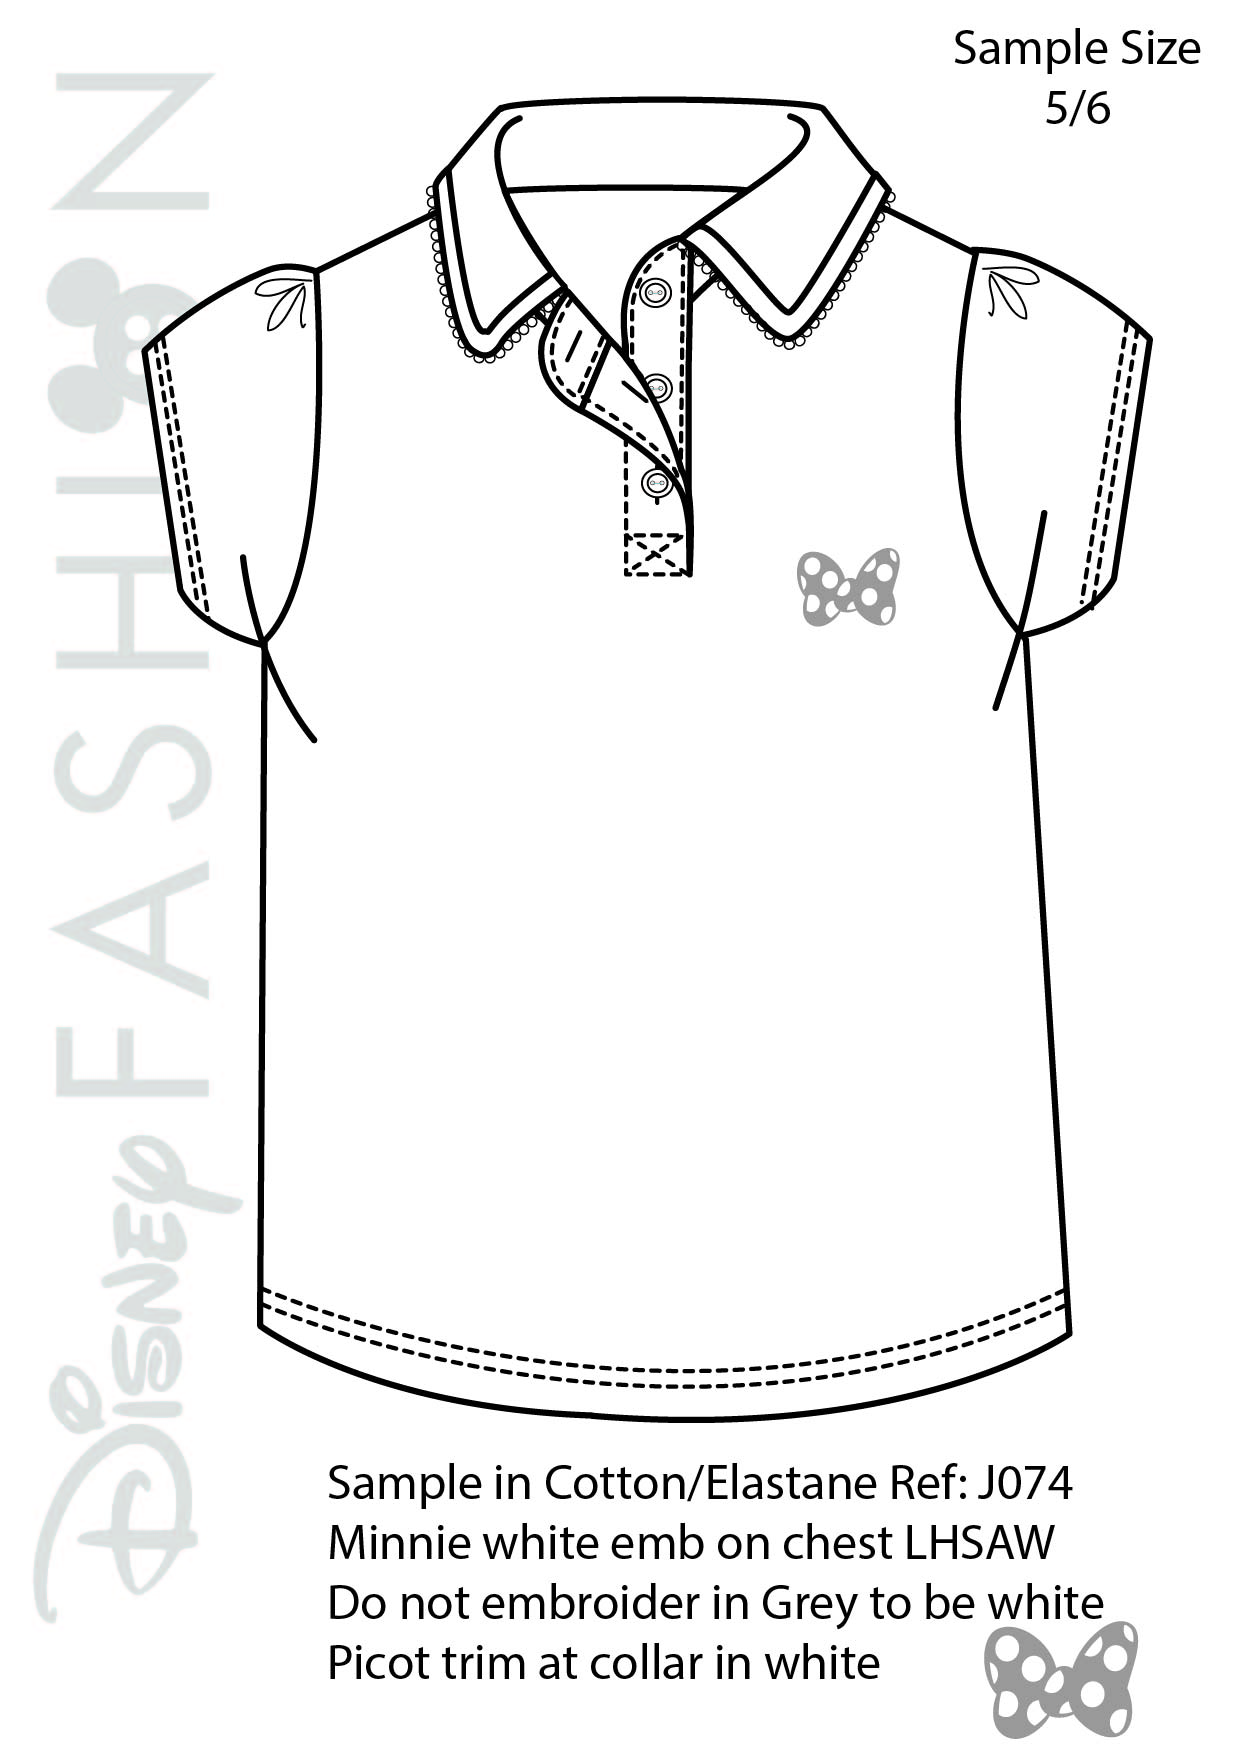 Sample Size
5/6
DISNEY FASHION
Sample in Cotton/Elastane Ref: J074
Minnie white emb on chest LHSAW
Do not embroider in Grey to be white
Picot trim at collar in white